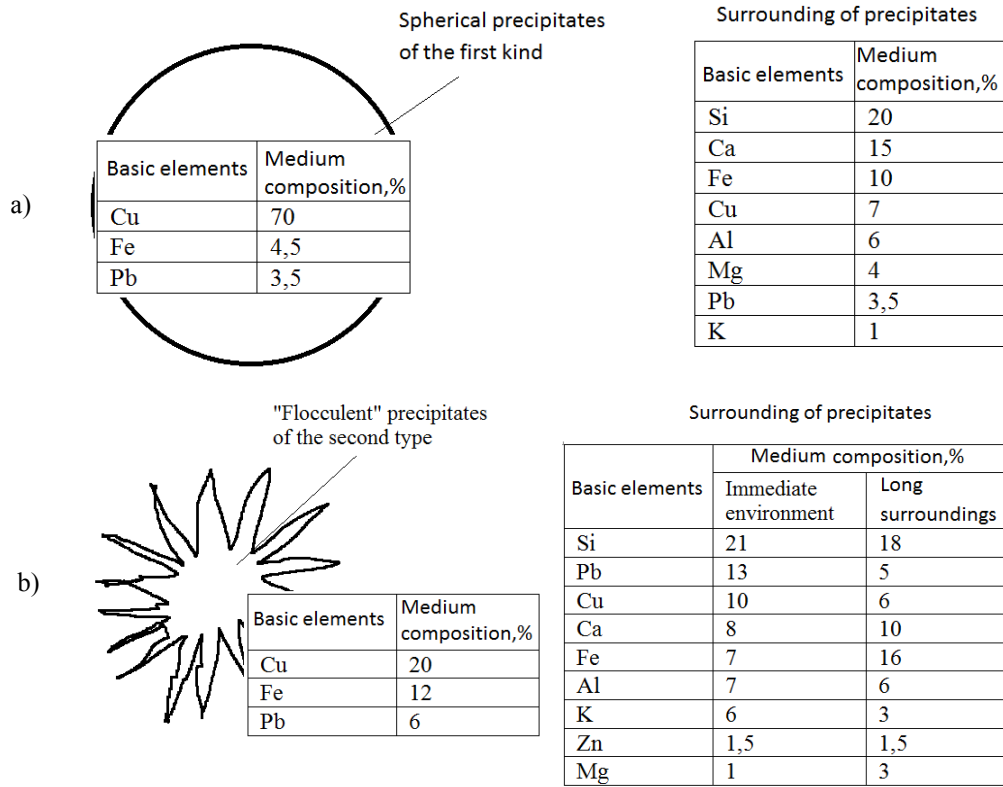 Spherical precipitates
of the first kind
Surrounding of precipitates
a)
Basic elements Medium
composition,%
Cu 70
Fe 4,5
Pb 3,5
Basic elements Medium
composition,%
Si 20
Ca 15
Fe 10
Cu 7
Al 6
Mg 4
Pb 3,5
K 1
"Flocculent" precipitates
of the second type
Surrounding of precipitates
b)
Basic elements Medium
composition,%
Cu 20
Fe 12
Pb 6
Basic elements Medium composition,%
Immediate
environment
Long
surroundings
Si 21 18
Pb 13 5
Cu 10 6
Ca 8 10
Fe 7 16
Al 7 6
K 6 3
Zn 1,5 1,5
Mg 1 3